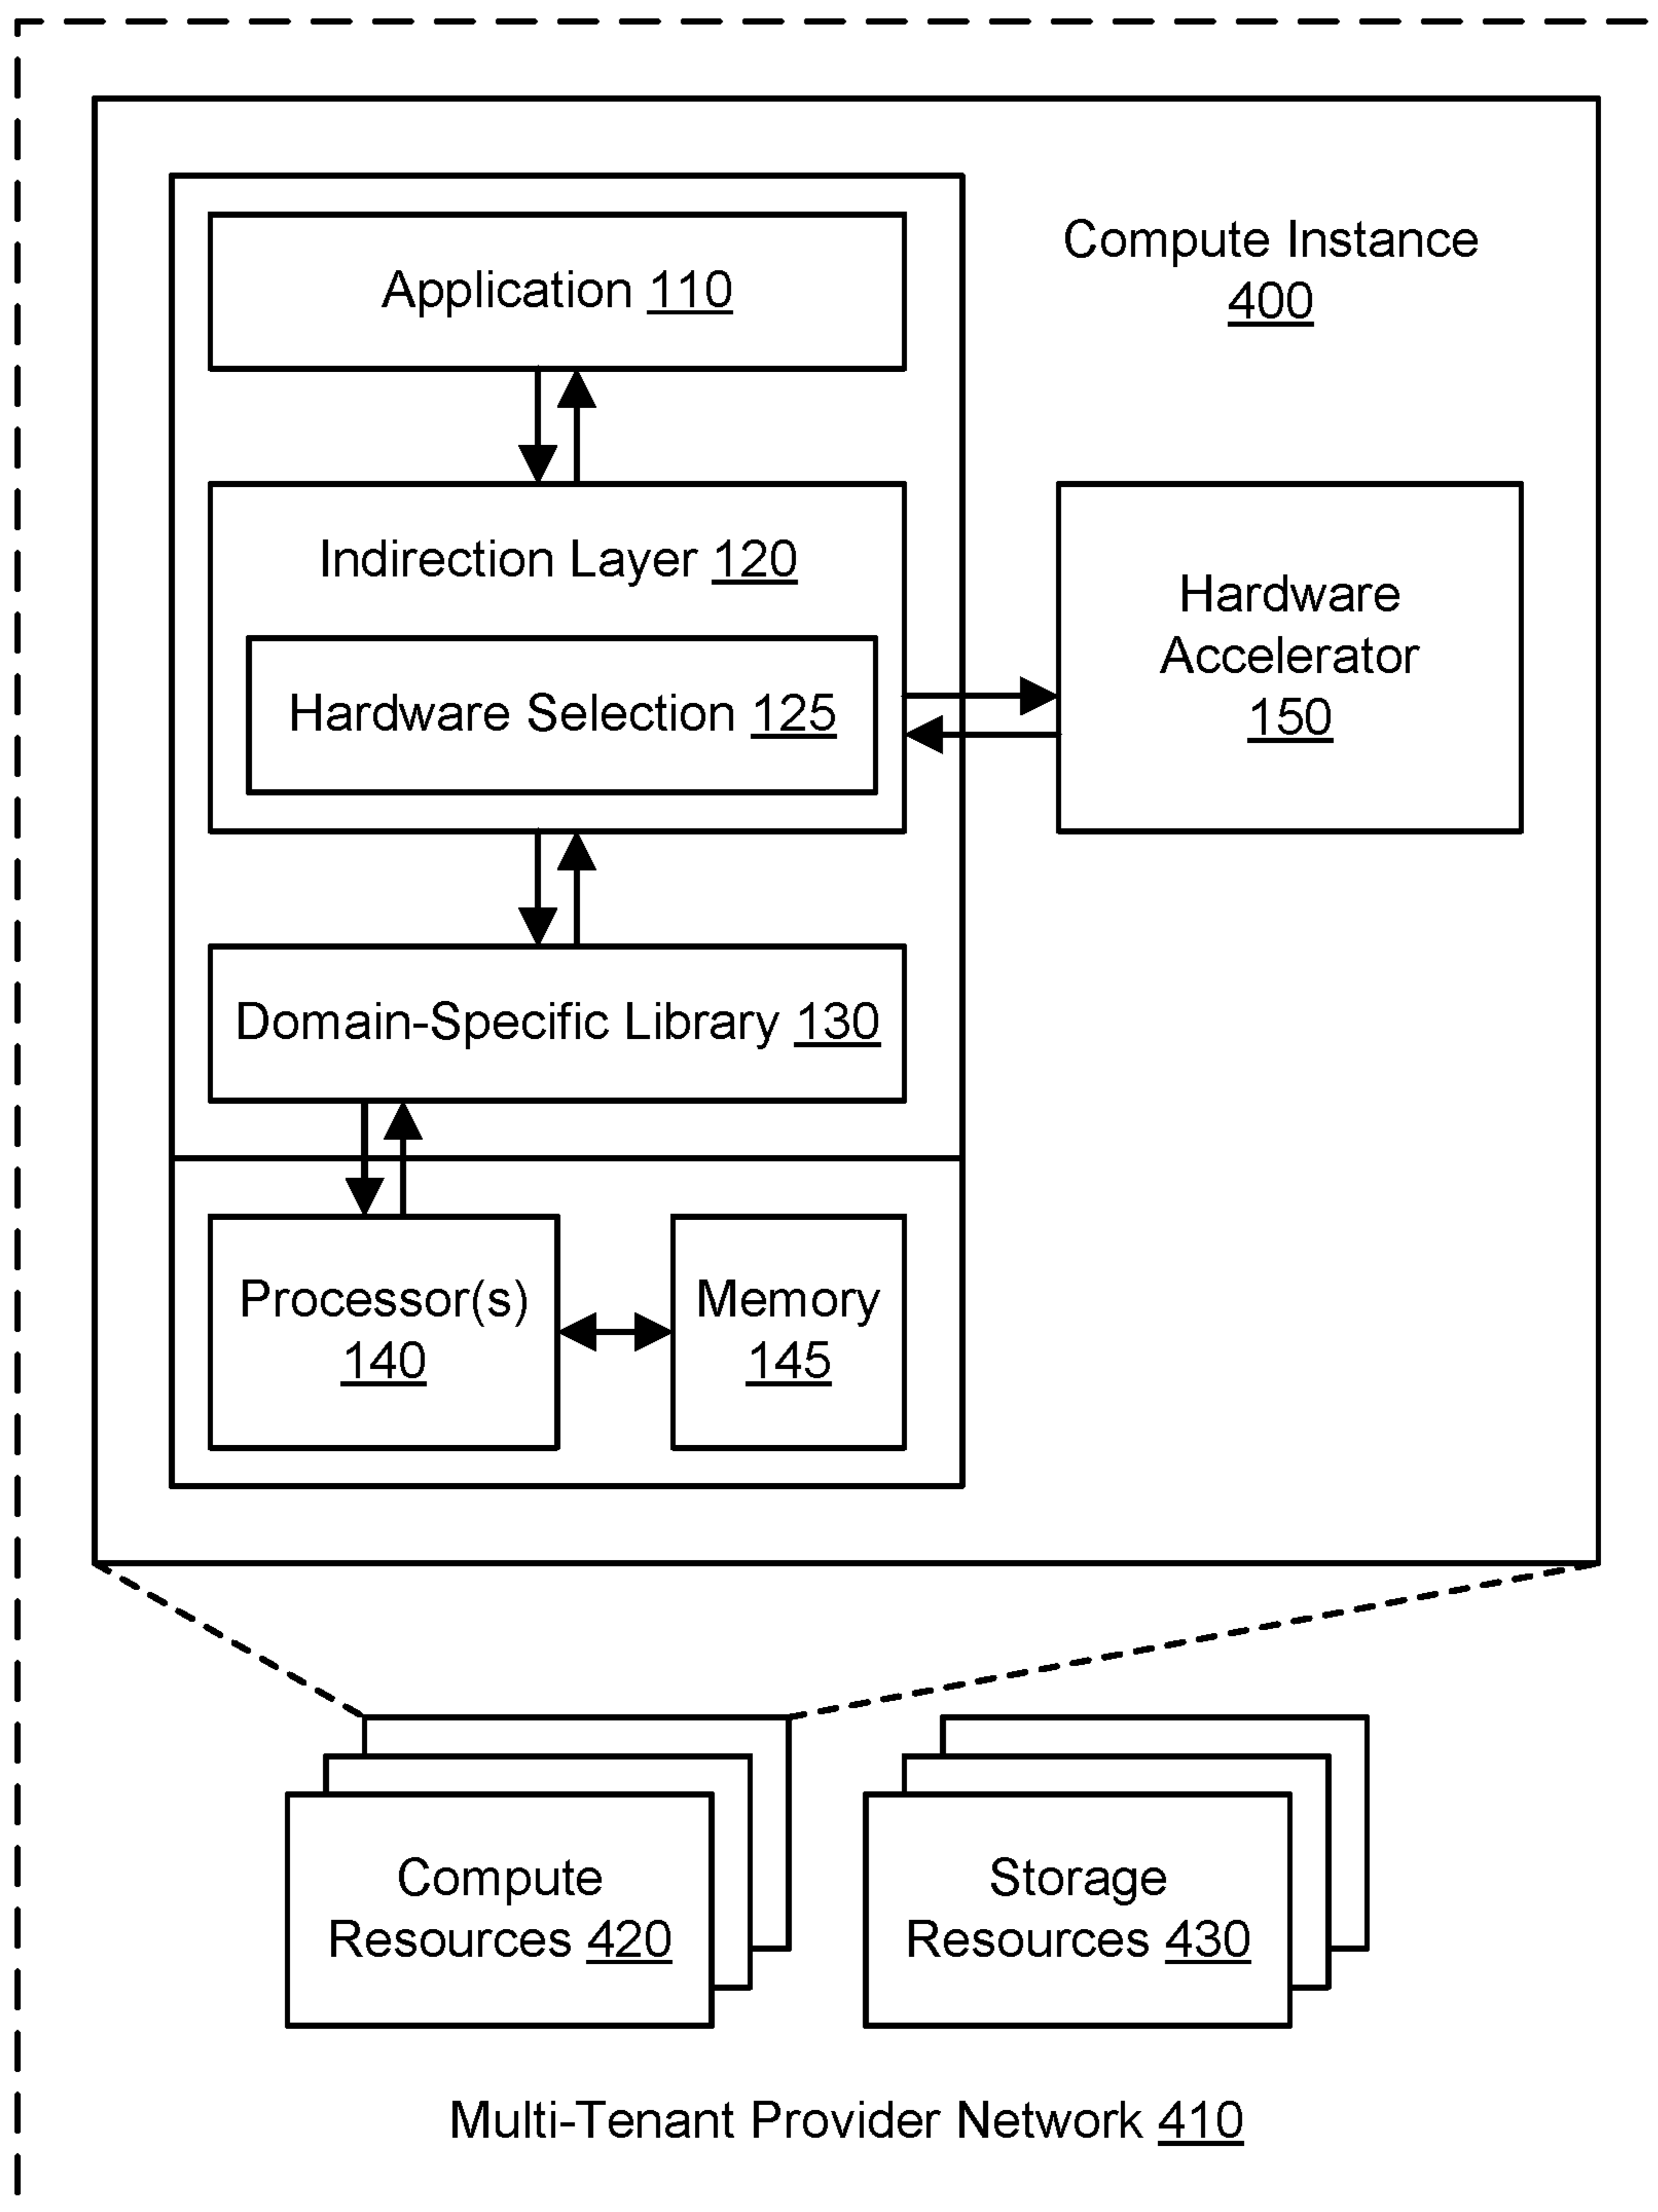 Application 110
Compute Instance
400
Indirection Layer 120
Hardware Selection 125
Hardware
Accelerator
150
Domain-Specific Library 130
Processor(s)
140
Memory
145
Compute
Resources 420
Storage
Resources 430
Multi-Tenant Provider Network 410